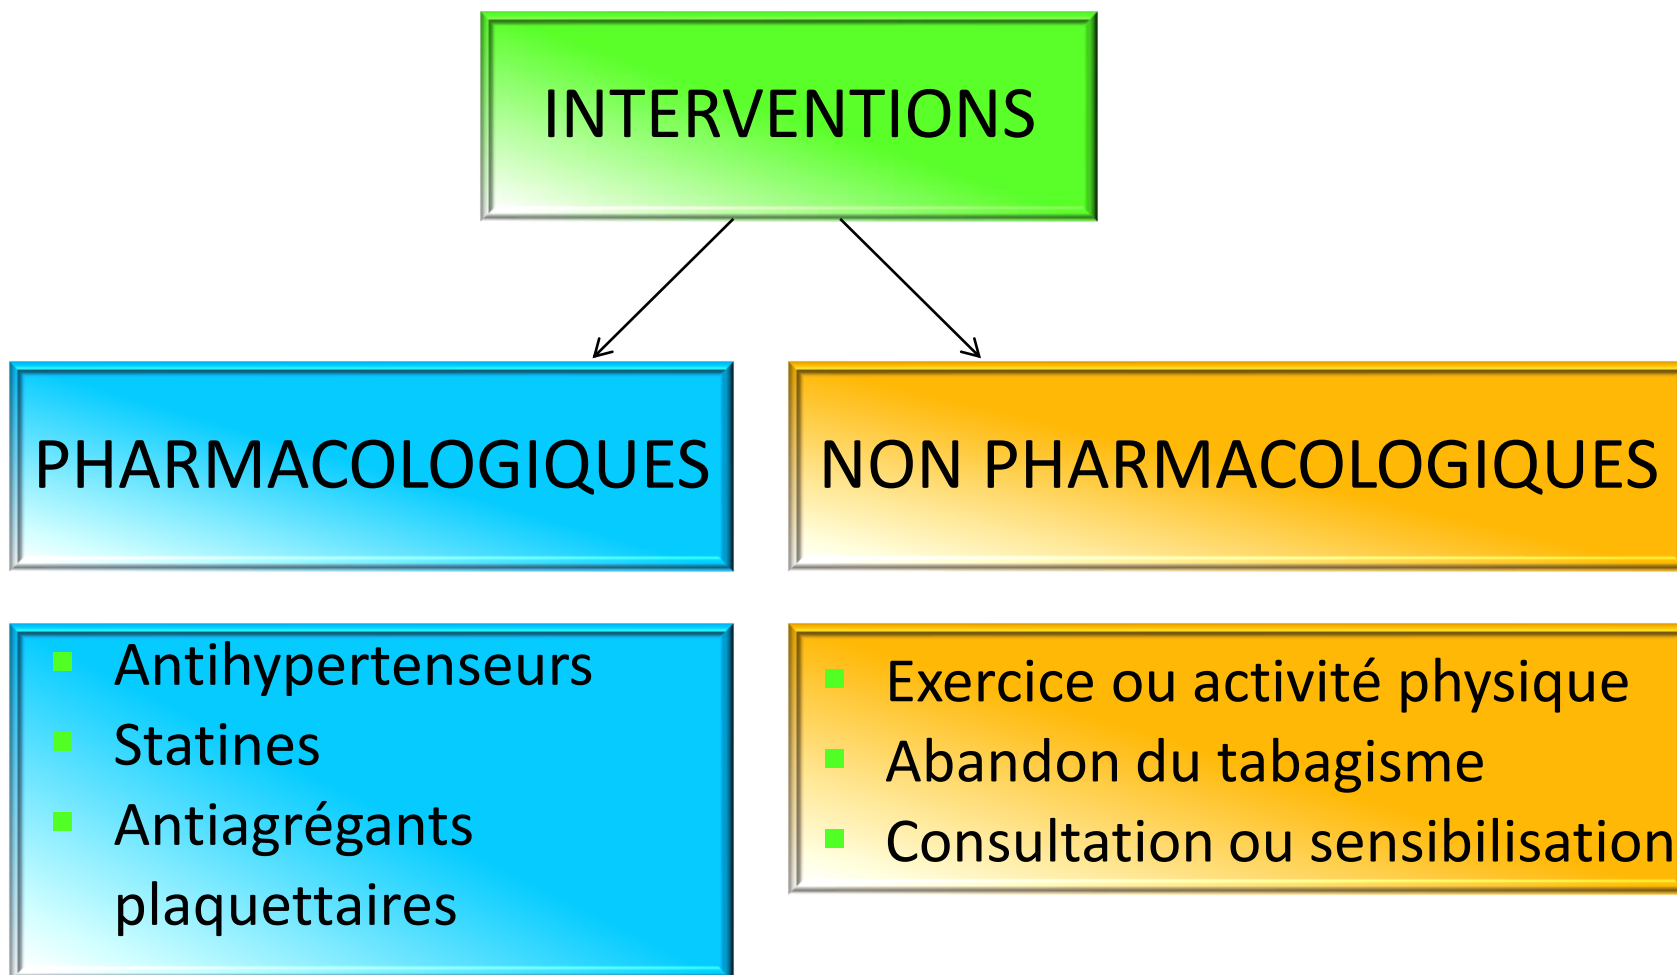 INTERVENTIONS
PHARMACOLOGIQUES
NON PHARMACOLOGIQUES
Antihypertenseurs
Statines
Antiagrégants
plaquettaires
Exercice ou activité physique
Abandon du tabagisme
Consultation ou sensibilisation